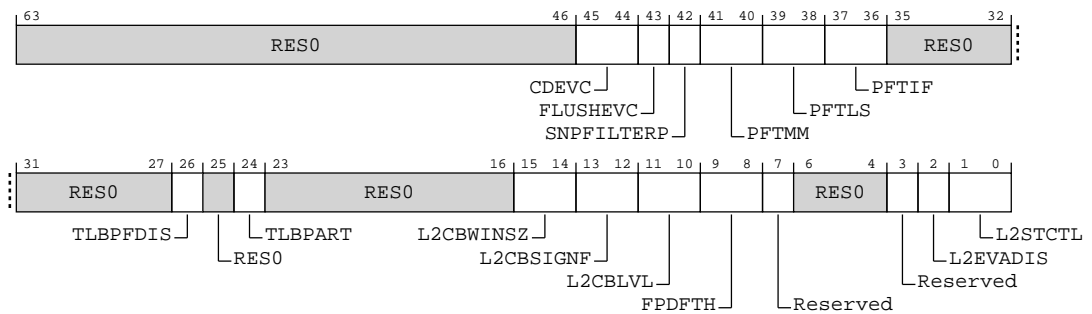 63 46 45 44 43 42 41 40 39 38 37 36 35 32
RES0 RES0
CDEVC PFTIF
FLUSHEVC PFTLS
SNPFILTERP PFTMM
31 27 26 25 24 23 16 15 14 13 12 11 10 9 8 7 6 4 3 2 1 0
RES0 RES0 RES0
TLBPFDIS TLBPART L2CBWINSZ L2STCTL
RES0 L2CBSIGNF L2EVADIS
L2CBLVL Reserved
FPDFTH Reserved